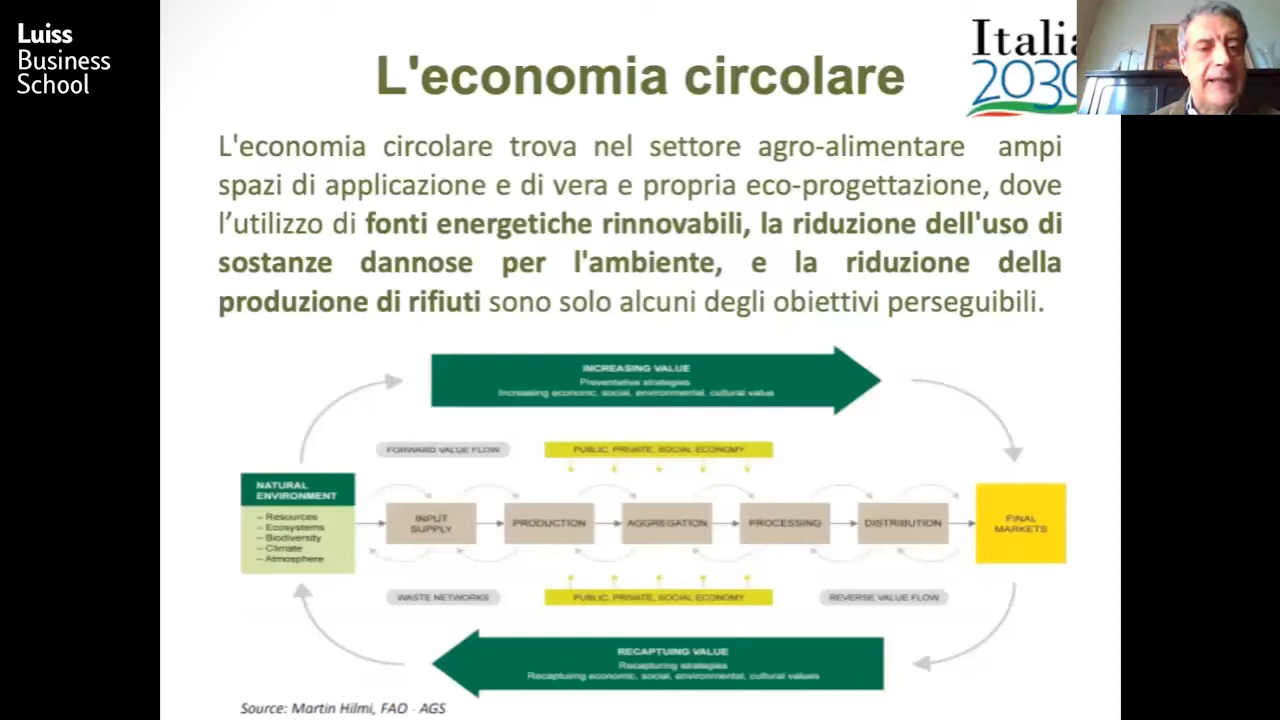 Luiss
Business
School
L'economia circolare
Italia
2030
L'economia circolare trova nel settore agro-alimentare ampi
spazi di applicazione e di vera e propria eco-progettazione, dove
l’utilizzo di fonti energetiche rinnovabili, la riduzione dell'uso di
sostanze dannose per l'ambiente, e la riduzione della
produzione di rifiuti sono solo alcuni degli obiettivi perseguibili.
INCREASING VALUE
Preventative strategies
Increasing economic, social, environmental, cultural value
FORWARD VALUE FLOW
PUBLIC, PRIVATE, SOCIAL ECONOMY
NATURAL
ENVIRONMENT
– Resources
– Ecosystems
– Biodiversity
– Climate
– Atmosphere
INPUT
SUPPLY
PRODUCTION
AGGREGATION
PROCESSING
DISTRIBUTION
FINAL
MARKETS
WASTE NETWORKS
PUBLIC, PRIVATE, SOCIAL ECONOMY
REVERSE VALUE FLOW
RECAPTUING VALUE
Recapturing strategies
Recaptuirng economic, social, environmental, cultural values
Source: Martin Hilmi, FAO - AGS